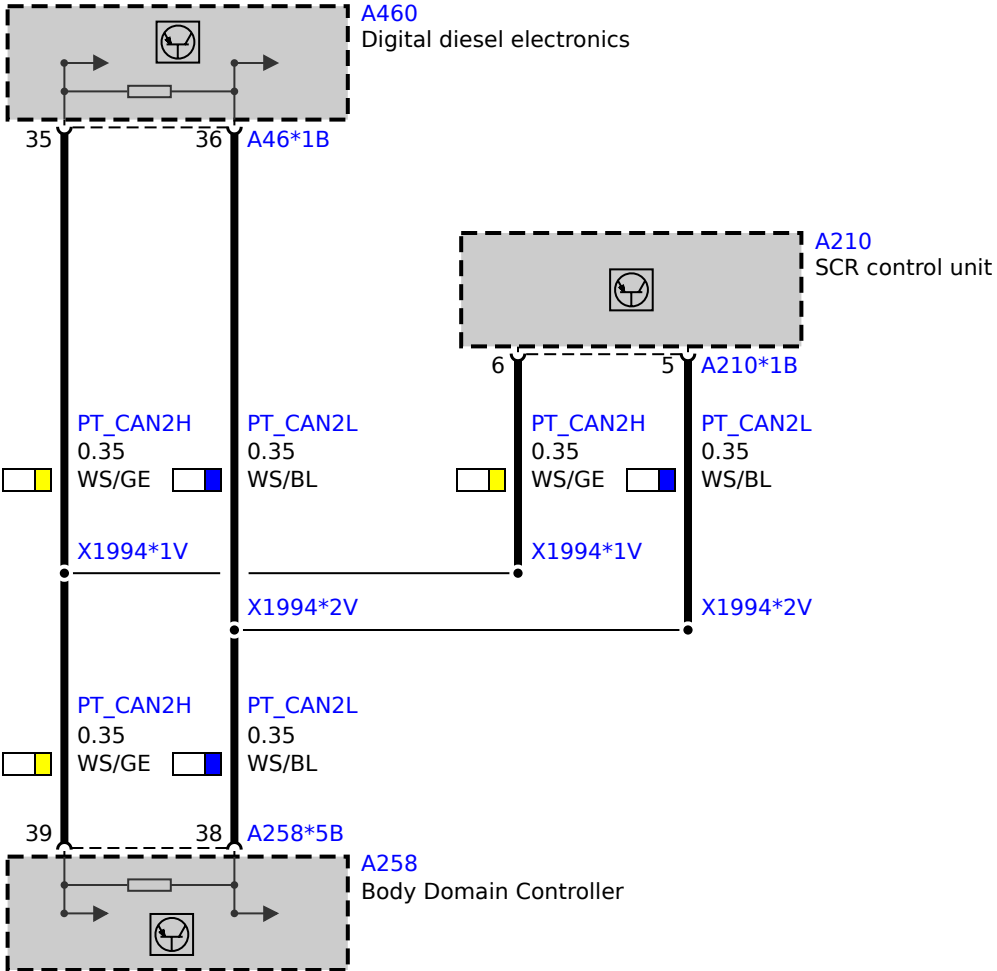 A460
Digital diesel electronics
35
36
A46*1B
A210
SCR control unit
6
5
A210*1B
PT_CAN2H
0.35
WS/GE
PT_CAN2L
0.35
WS/BL
PT_CAN2H
0.35
WS/GE
PT_CAN2L
0.35
WS/BL
X1994*1V
X1994*1V
X1994*2V
X1994*2V
PT_CAN2H
0.35
WS/GE
PT_CAN2L
0.35
WS/BL
39
38
A258*5B
A258
Body Domain Controller